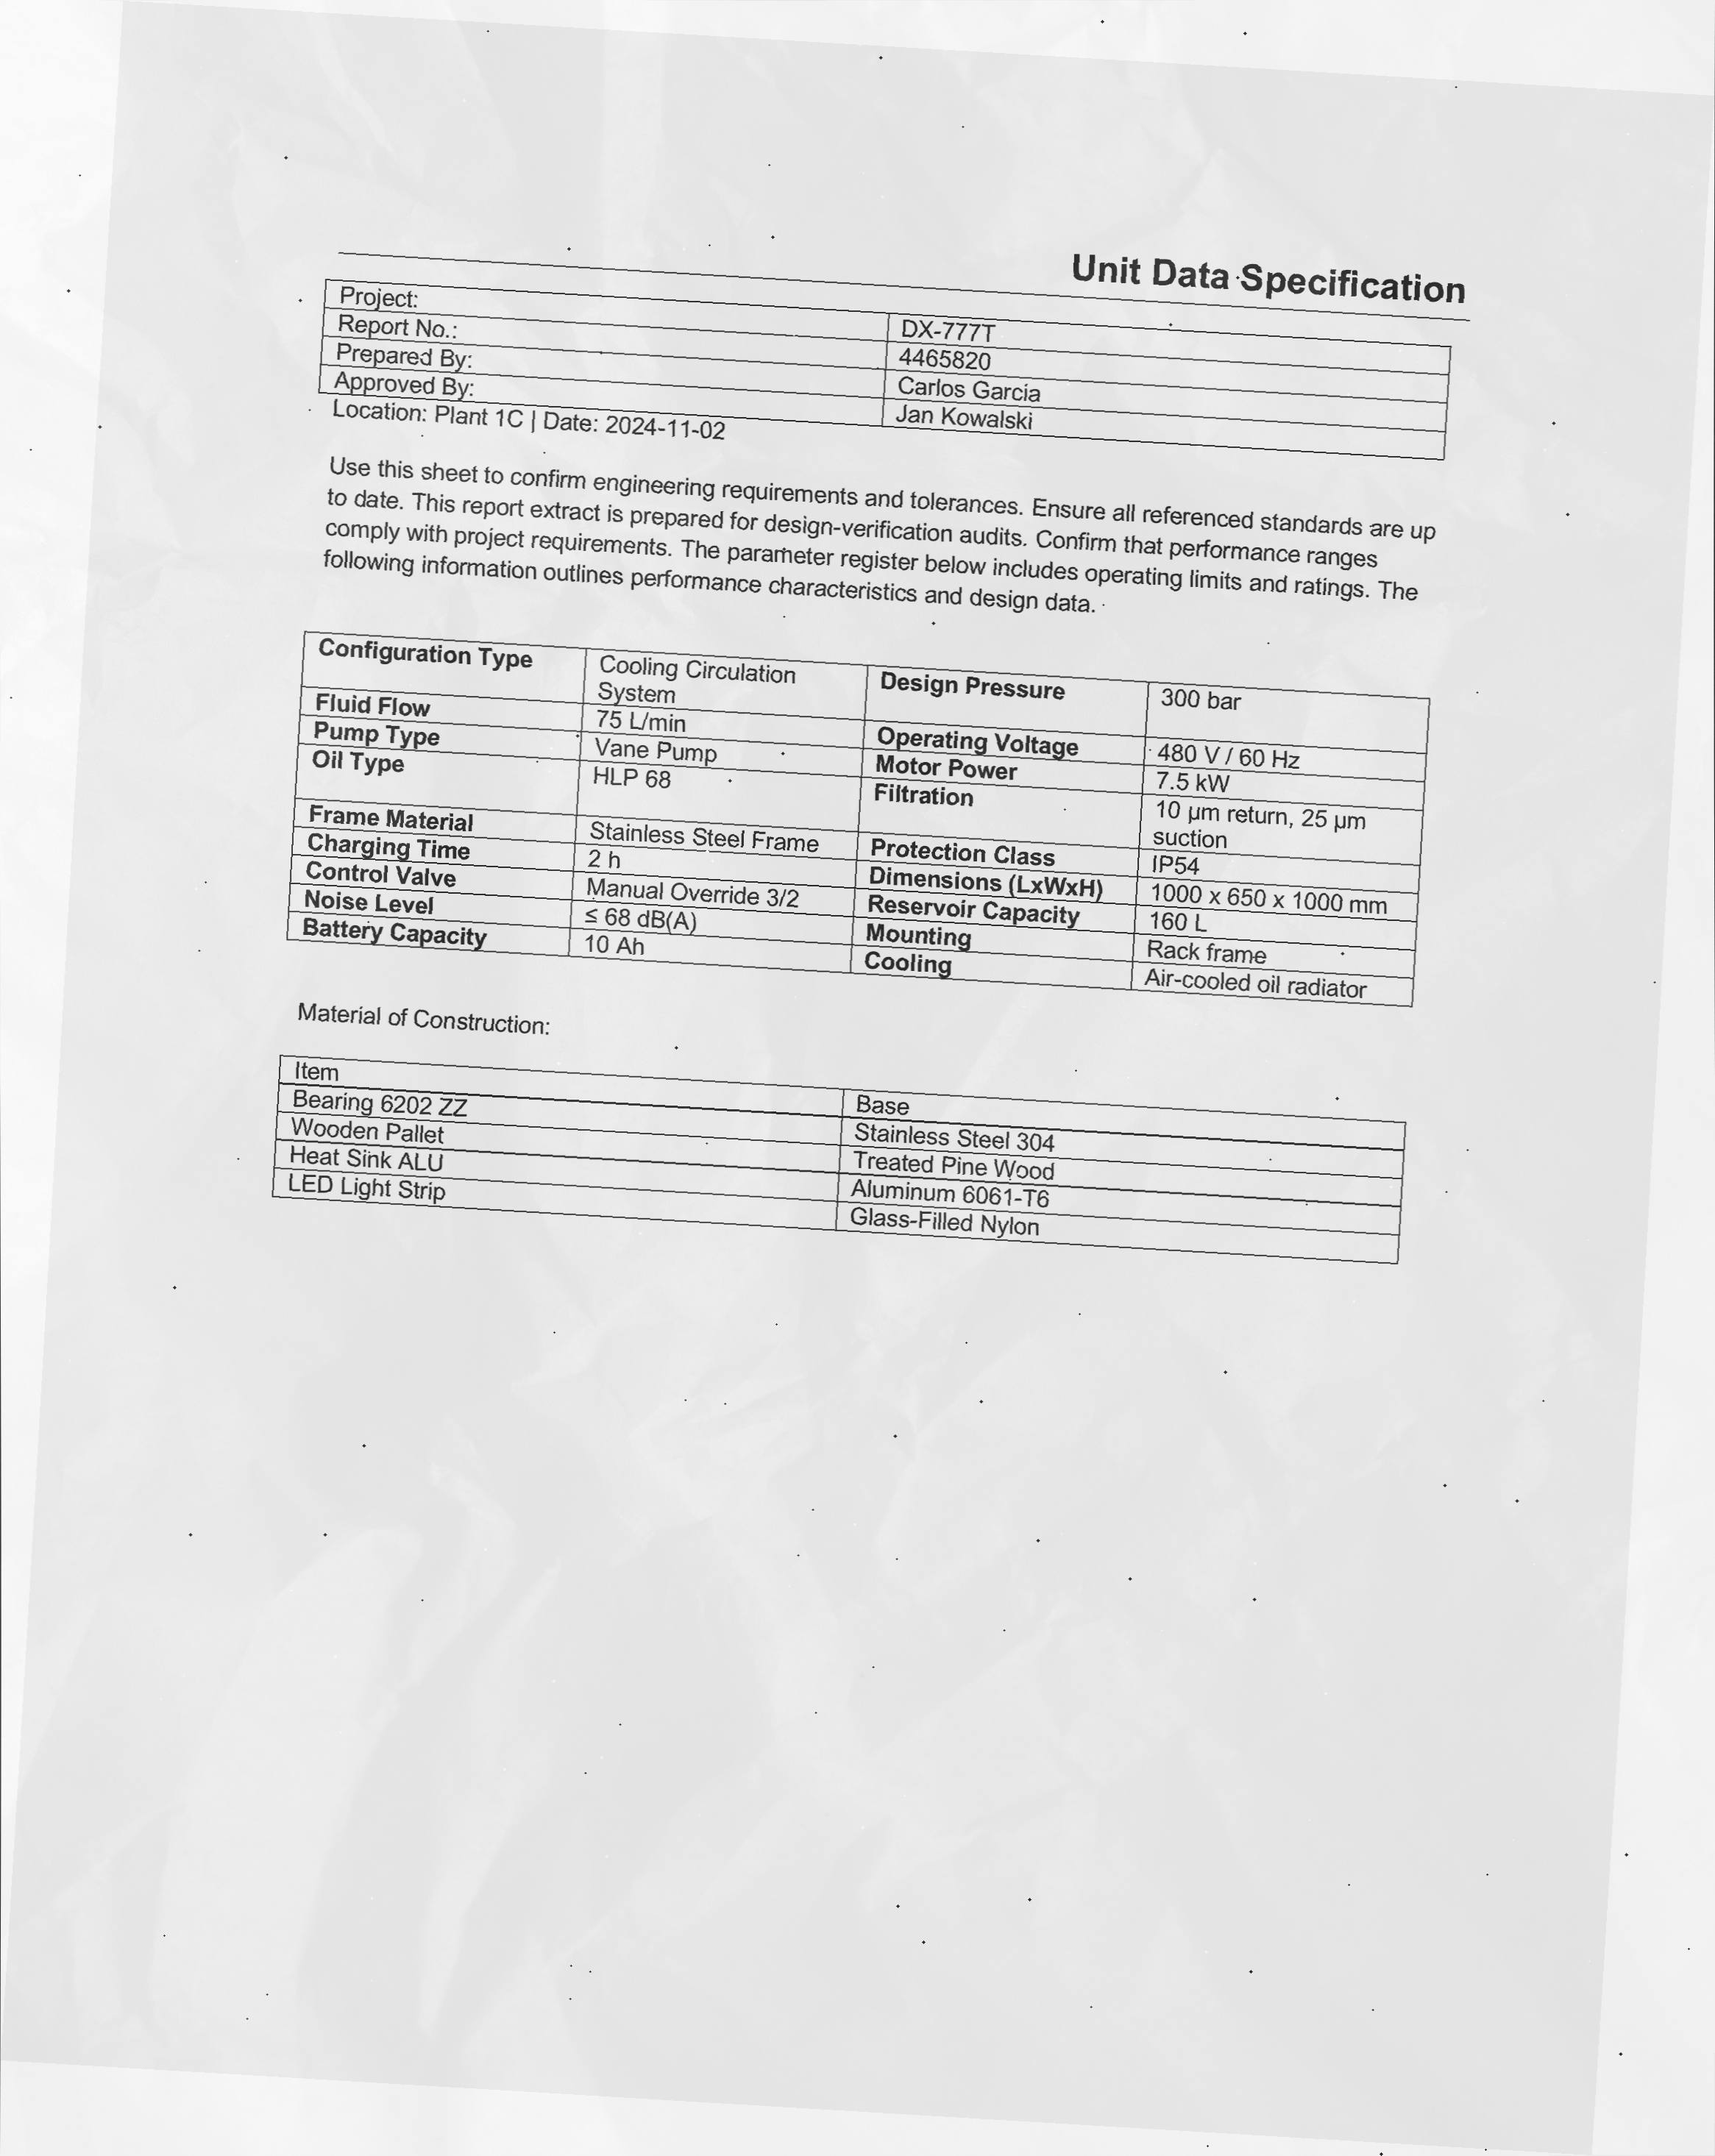 Unit Data Specification
Project: DX-777T
Report No.: 4465820
Prepared By: Carlos Garcia
Approved By: Jan Kowalski
Location: Plant 1C | Date: 2024-11-02
Use this sheet to confirm engineering requirements and tolerances. Ensure all referenced standards are up
to date. This report extract is prepared for design-verification audits. Confirm that performance ranges
comply with project requirements. The parameter register below includes operating limits and ratings. The
following information outlines performance characteristics and design data.
Configuration Type Cooling Circulation System Design Pressure 300 bar
Fluid Flow 75 L/min Operating Voltage 480 V / 60 Hz
Pump Type Vane Pump Motor Power 7.5 kW
Oil Type HLP 68 Filtration 10 µm return, 25 µm suction
Frame Material Stainless Steel Frame Protection Class IP54
Charging Time 2 h Dimensions (LxWxH) 1000 x 650 x 1000 mm
Control Valve Manual Override 3/2 Reservoir Capacity 160 L
Noise Level ≤ 68 dB(A) Mounting Rack frame
Battery Capacity 10 Ah Cooling Air-cooled oil radiator
Material of Construction:
Item Base
Bearing 6202 ZZ Stainless Steel 304
Wooden Pallet Treated Pine Wood
Heat Sink ALU Aluminum 6061-T6
LED Light Strip Glass-Filled Nylon